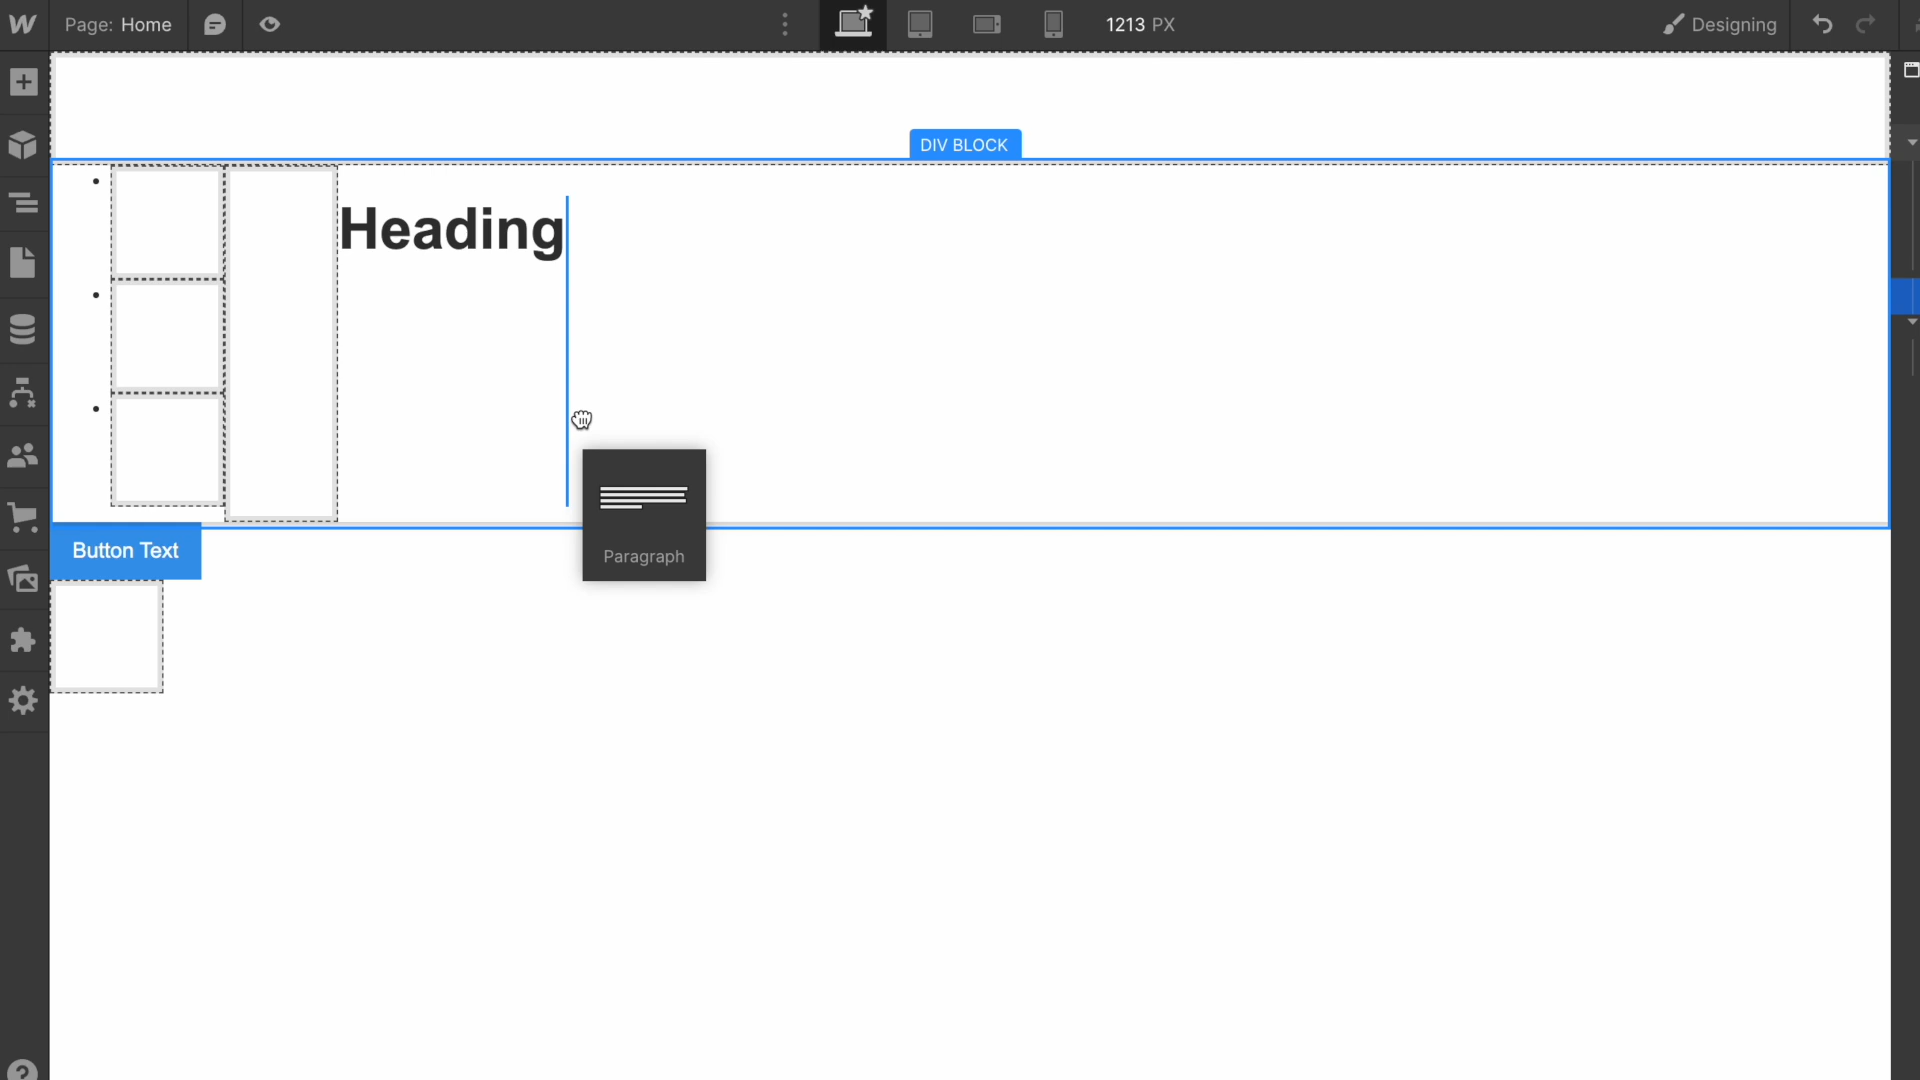 Page: Home
1213 PX
Designing
DIV BLOCK
Heading
Button Text
Paragraph